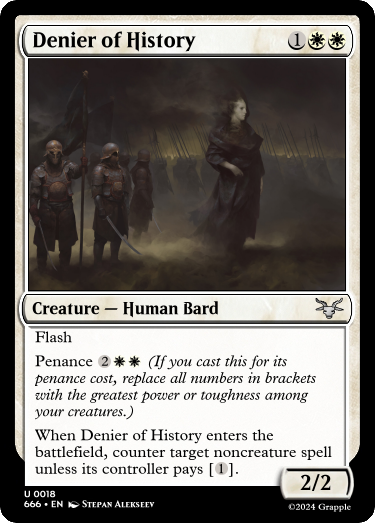 Denier of History 1
Creature — Human Bard
Flash
Penance 2 (If you cast this for its
penance cost, replace all numbers in brackets
with the greatest power or toughness among
your creatures.)
When Denier of History enters the
battlefield, counter target noncreature spell
unless its controller pays [1].
2/2
U 0018
666 • EN Stepan Alekseev
©2024 Grapple